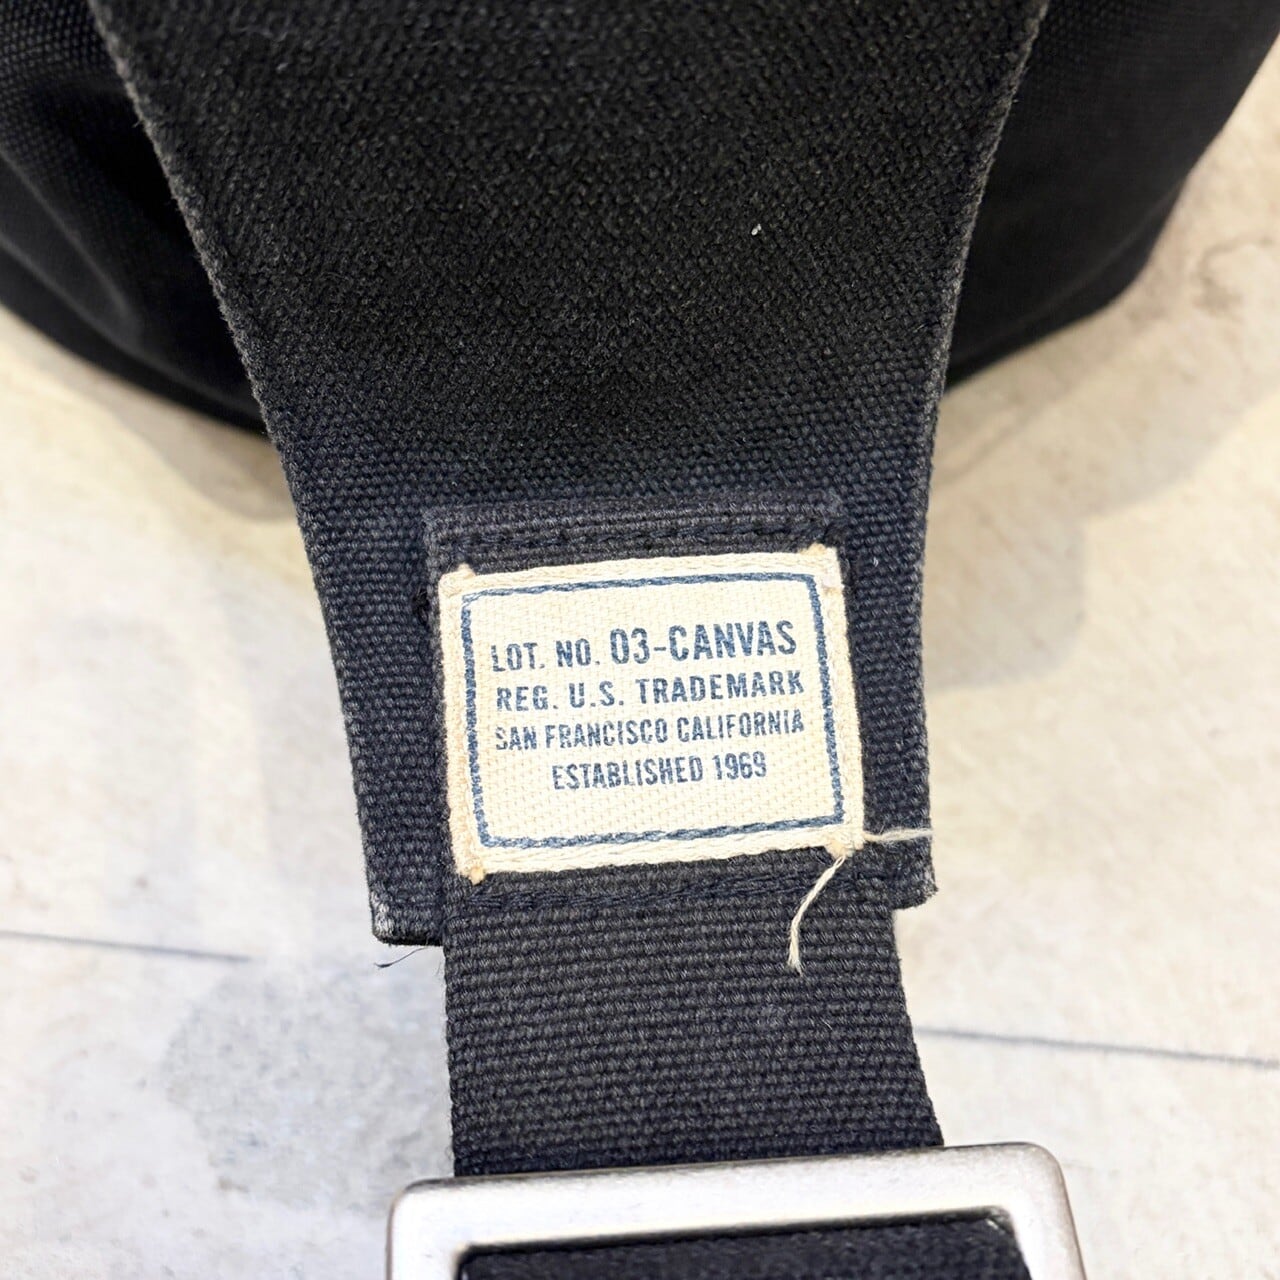 LOT. NO. 03-CANVAS
REG. U.S. TRADEMARK
SAN FRANCISCO CALIFORNIA
ESTABLISHED 1969